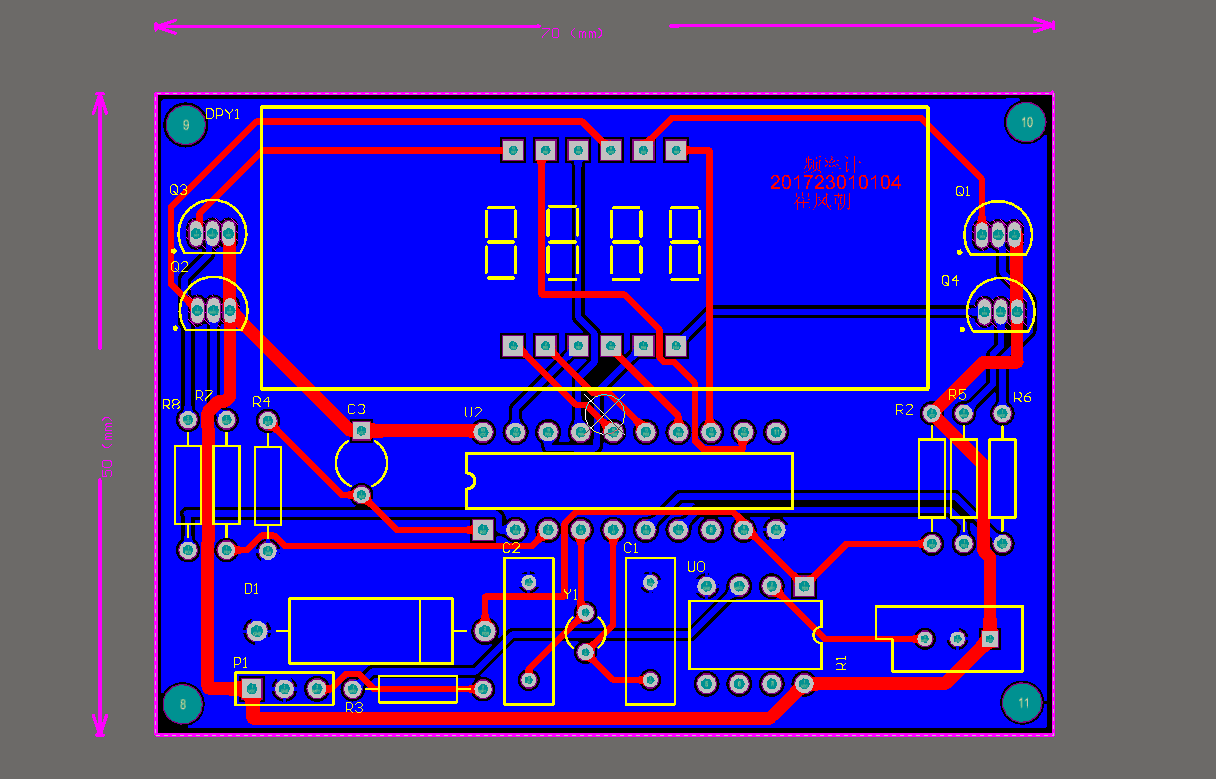 DPY1
9
10
频率计
201723010104
Q3
Q1
Q2
Q4
R8
R7
R4
C3
U2
R2
R5
R6
C2
C1
U0
D1
Y1
P1
R3
H1
8
11